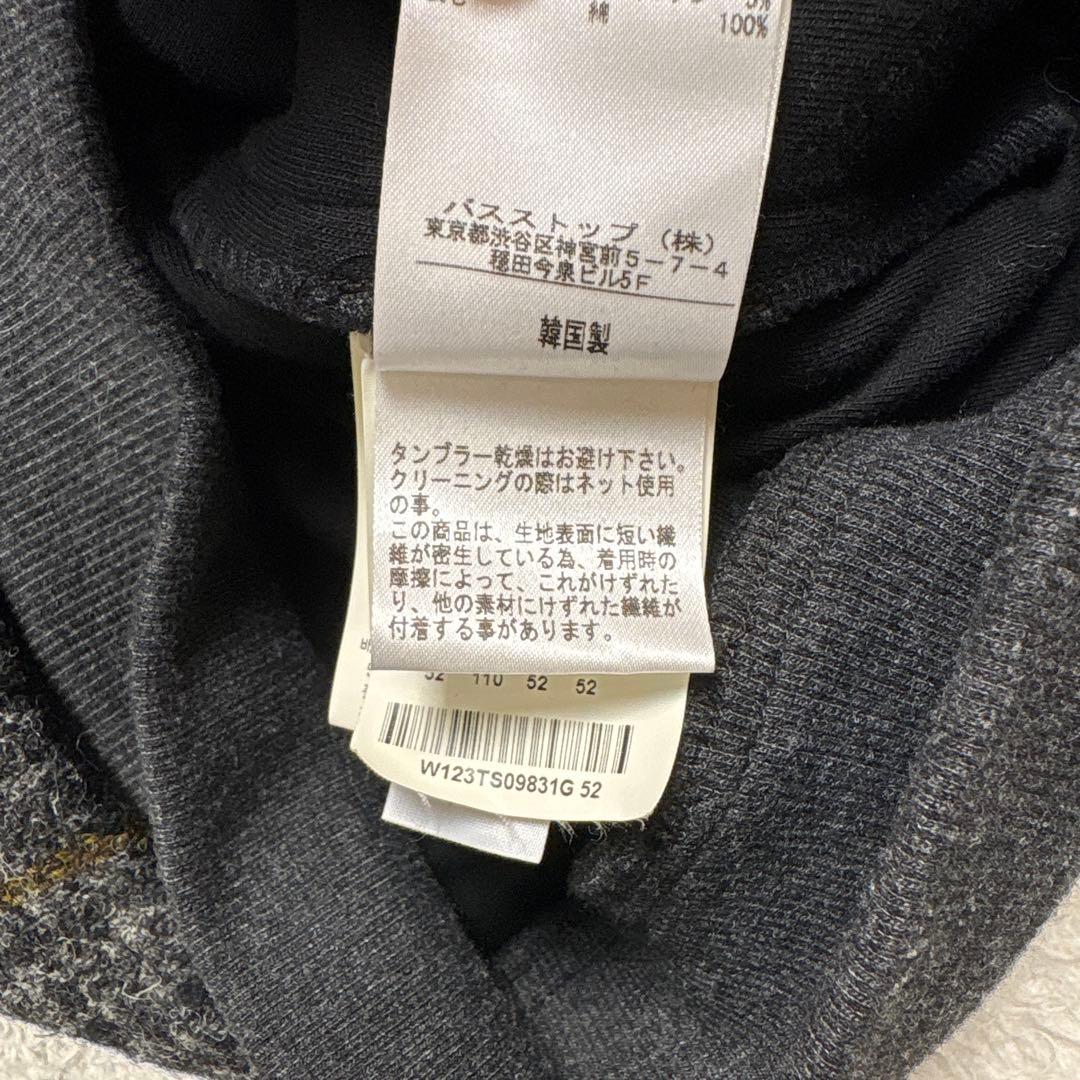 綿 100%
バスストップ(株)
東京都渋谷区神宮前5-7-4
穏田今泉ビル5F
韓国製
タンブラー乾燥はお避け下さい。
クリーニングの際はネット使用
の事。
この商品は、生地表面に短い繊
維が密生している為、着用時の
摩擦によって、これがけずれた
り、他の素材にけずれた繊維が
付着する事があります。
52 110 52 52
W123TS09831G 52